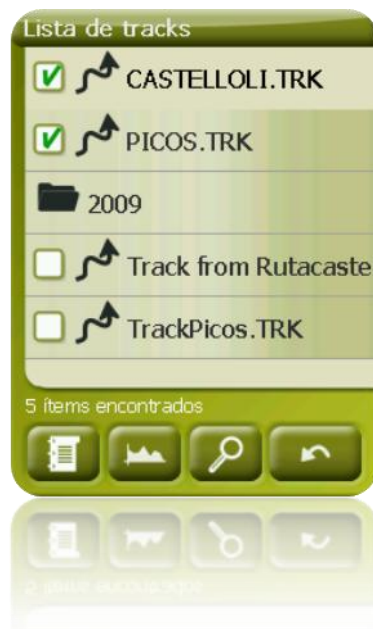 Lista de tracks
CASTELLOLI.TRK
PICOS.TRK
2009
Track from Rutacaste
TrackPicos.TRK
5 ítems encontrados